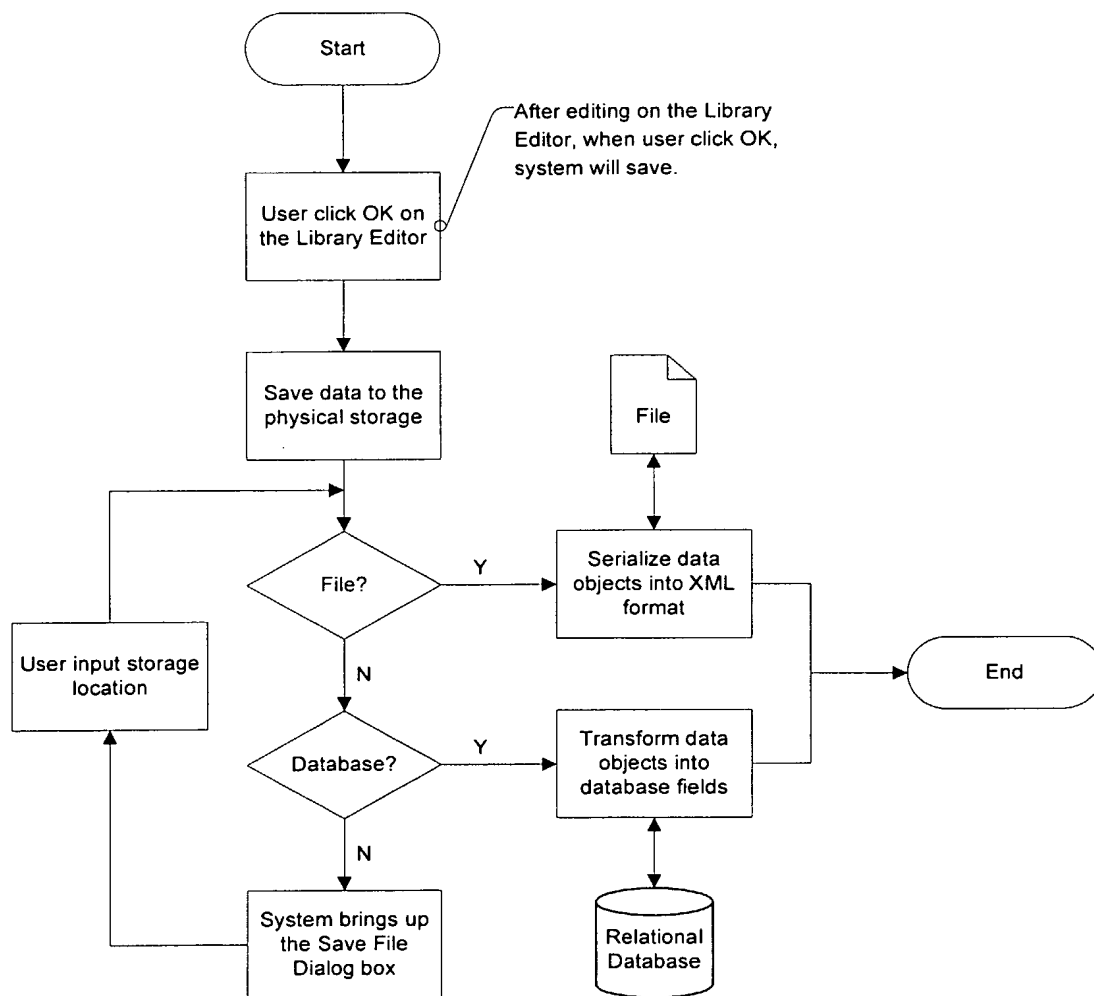 Start
After editing on the Library
Editor, when user click OK,
system will save.
User click OK on
the Library Editor
Save data to the
physical storage
File
File?
Y
Serialize data
objects into XML
format
User input storage
location
N
End
Database?
Y
Transform data
objects into
database fields
N
System brings up
the Save File
Dialog box
Relational
Database